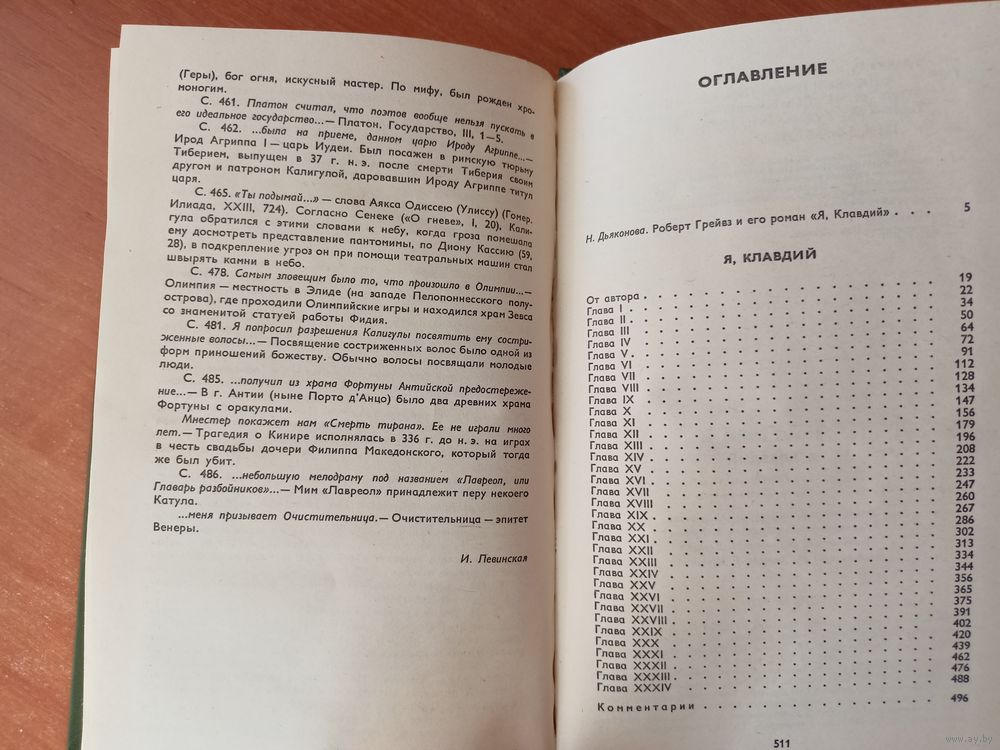 (Геры), бог огня, искусный мастер. По мифу, был рожден хро-
моногим.
С. 461. Платон считал, что поэтов вообще нельзя пускать в
его идеальное государство...— Платон. Государство, III, 1—5.
С. 462. ...была на приеме, данном царю Ироду Агриппе...—
Ирод Агриппа I — царь Иудеи. Был посажен в римскую тюрьму
Тиберием, выпущен в 37 г. н. э. после смерти Тиберия своим
другом и патроном Калигулой, даровавшим Ироду Агриппе титул
царя.
С. 465. «Ты подымай...» — слова Аякса Одиссею (Улиссу) (Гомер.
Илиада, XXIII, 724). Согласно Сенеке («О гневе», I, 20), Кали-
гула обратился с этими словами к небу, когда гроза помешала
ему досмотреть представление пантомимы, по Диону Кассию (59,
28), в подкрепление угроз он при помощи театральных машин стал
швырять камни в небо.
С. 478. Самым зловещим было то, что произошло в Олимпии...—
Олимпия — местность в Элиде (на западе Пелопоннесского полу-
острова), где проходили Олимпийские игры и находился храм Зевса
со знаменитой статуей работы Фидия.
С. 481. Я попросил разрешения Калигулы посвятить ему состри-
женные волосы...— Посвящение состриженных волос было одной из
форм приношений божеству. Обычно волосы посвящали молодые
люди.
С. 485. ...получил из храма Фортуны Антийской предостереже-
ние...— В г. Антии (ныне Порто д'Анцо) было два древних храма
Фортуны с оракулами.
Мнестер покажет нам «Смерть тирана». Ее не играли много
лет.— Трагедия о Кинире исполнялась в 336 г. до н. э. на играх
в честь свадьбы дочери Филиппа Македонского, который тогда
же был убит.
С. 486. ...небольшую мелодраму под названием «Лавреол, или
Главарь разбойников»...— Мим «Лавреол» принадлежит перу некоего
Катула.
...меня призывает Очистительница.— Очистительница — эпитет
Венеры.
И. Левинская
ОГЛАВЛЕНИЕ
Н. Дьяконова. Роберт Грейвз и его роман «Я, Клавдий» . . . 5
Я, КЛАВДИЙ
От автора . . . 19
Глава I . . . 22
Глава II . . . 34
Глава III . . . 50
Глава IV . . . 64
Глава V . . . 72
Глава VI . . . 91
Глава VII . . . 112
Глава VIII . . . 128
Глава IX . . . 134
Глава X . . . 147
Глава XI . . . 156
Глава XII . . . 179
Глава XIII . . . 196
Глава XIV . . . 208
Глава XV . . . 222
Глава XVI . . . 233
Глава XVII . . . 247
Глава XVIII . . . 260
Глава XIX . . . 267
Глава XX . . . 286
Глава XXI . . . 302
Глава XXII . . . 313
Глава XXIII . . . 334
Глава XXIV . . . 344
Глава XXV . . . 356
Глава XXVI . . . 365
Глава XXVII . . . 375
Глава XXVIII . . . 391
Глава XXIX . . . 402
Глава XXX . . . 420
Глава XXXI . . . 439
Глава XXXII . . . 462
Глава XXXIII . . . 476
Глава XXXIV . . . 488
Комментарии . . . 496
511
www.ay.by